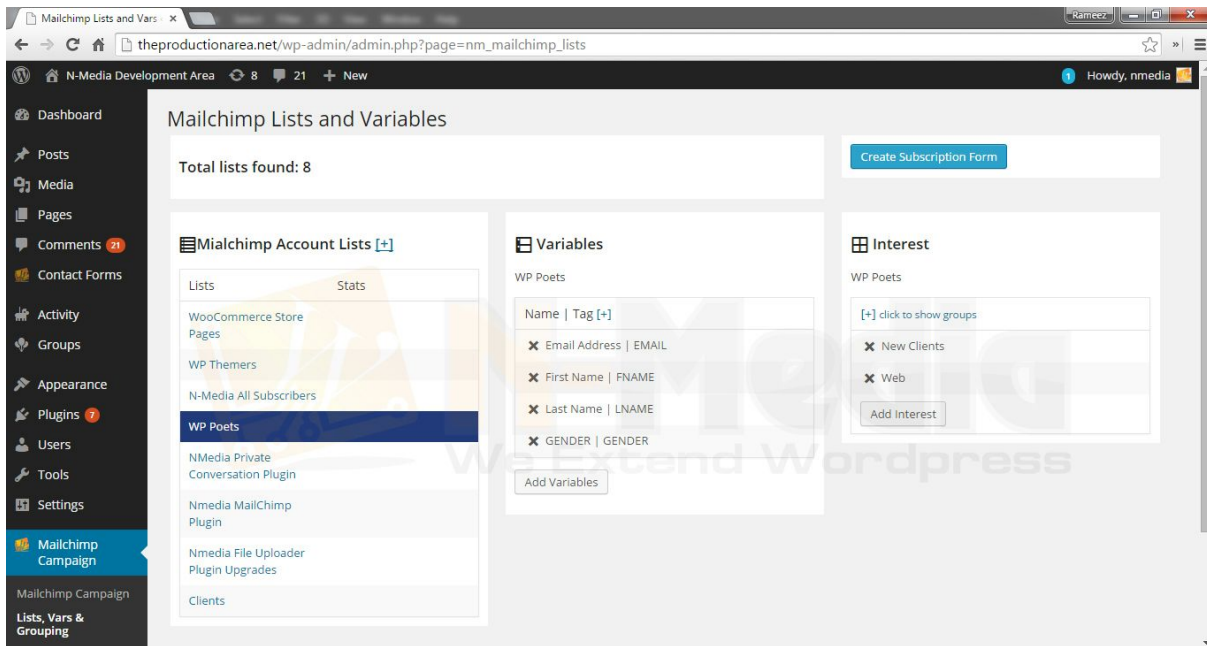 Mailchimp Lists and Vars
Rameez
theproductionarea.net/wp-admin/admin.php?page=nm_mailchimp_lists
N-Media Development Area 8 21 + New
1 Howdy, nmedia
Dashboard
Posts
Media
Pages
Comments 21
Contact Forms
Activity
Groups
Appearance
Plugins 7
Users
Tools
Settings
Mailchimp
Campaign
Mailchimp Campaign
Lists, Vars &
Grouping
Mailchimp Lists and Variables
Total lists found: 8
Create Subscription Form
Mialchimp Account Lists [+]
Lists Stats
WooCommerce Store
Pages
WP Themers
N-Media All Subscribers
WP Poets
NMedia Private
Conversation Plugin
Nmedia MailChimp
Plugin
Nmedia File Uploader
Plugin Upgrades
Clients
Variables
WP Poets
Name | Tag [+]
Email Address | EMAIL
First Name | FNAME
Last Name | LNAME
GENDER | GENDER
Add Variables
Interest
WP Poets
[+] click to show groups
New Clients
Web
Add Interest
N-Media
We Extend Wordpress